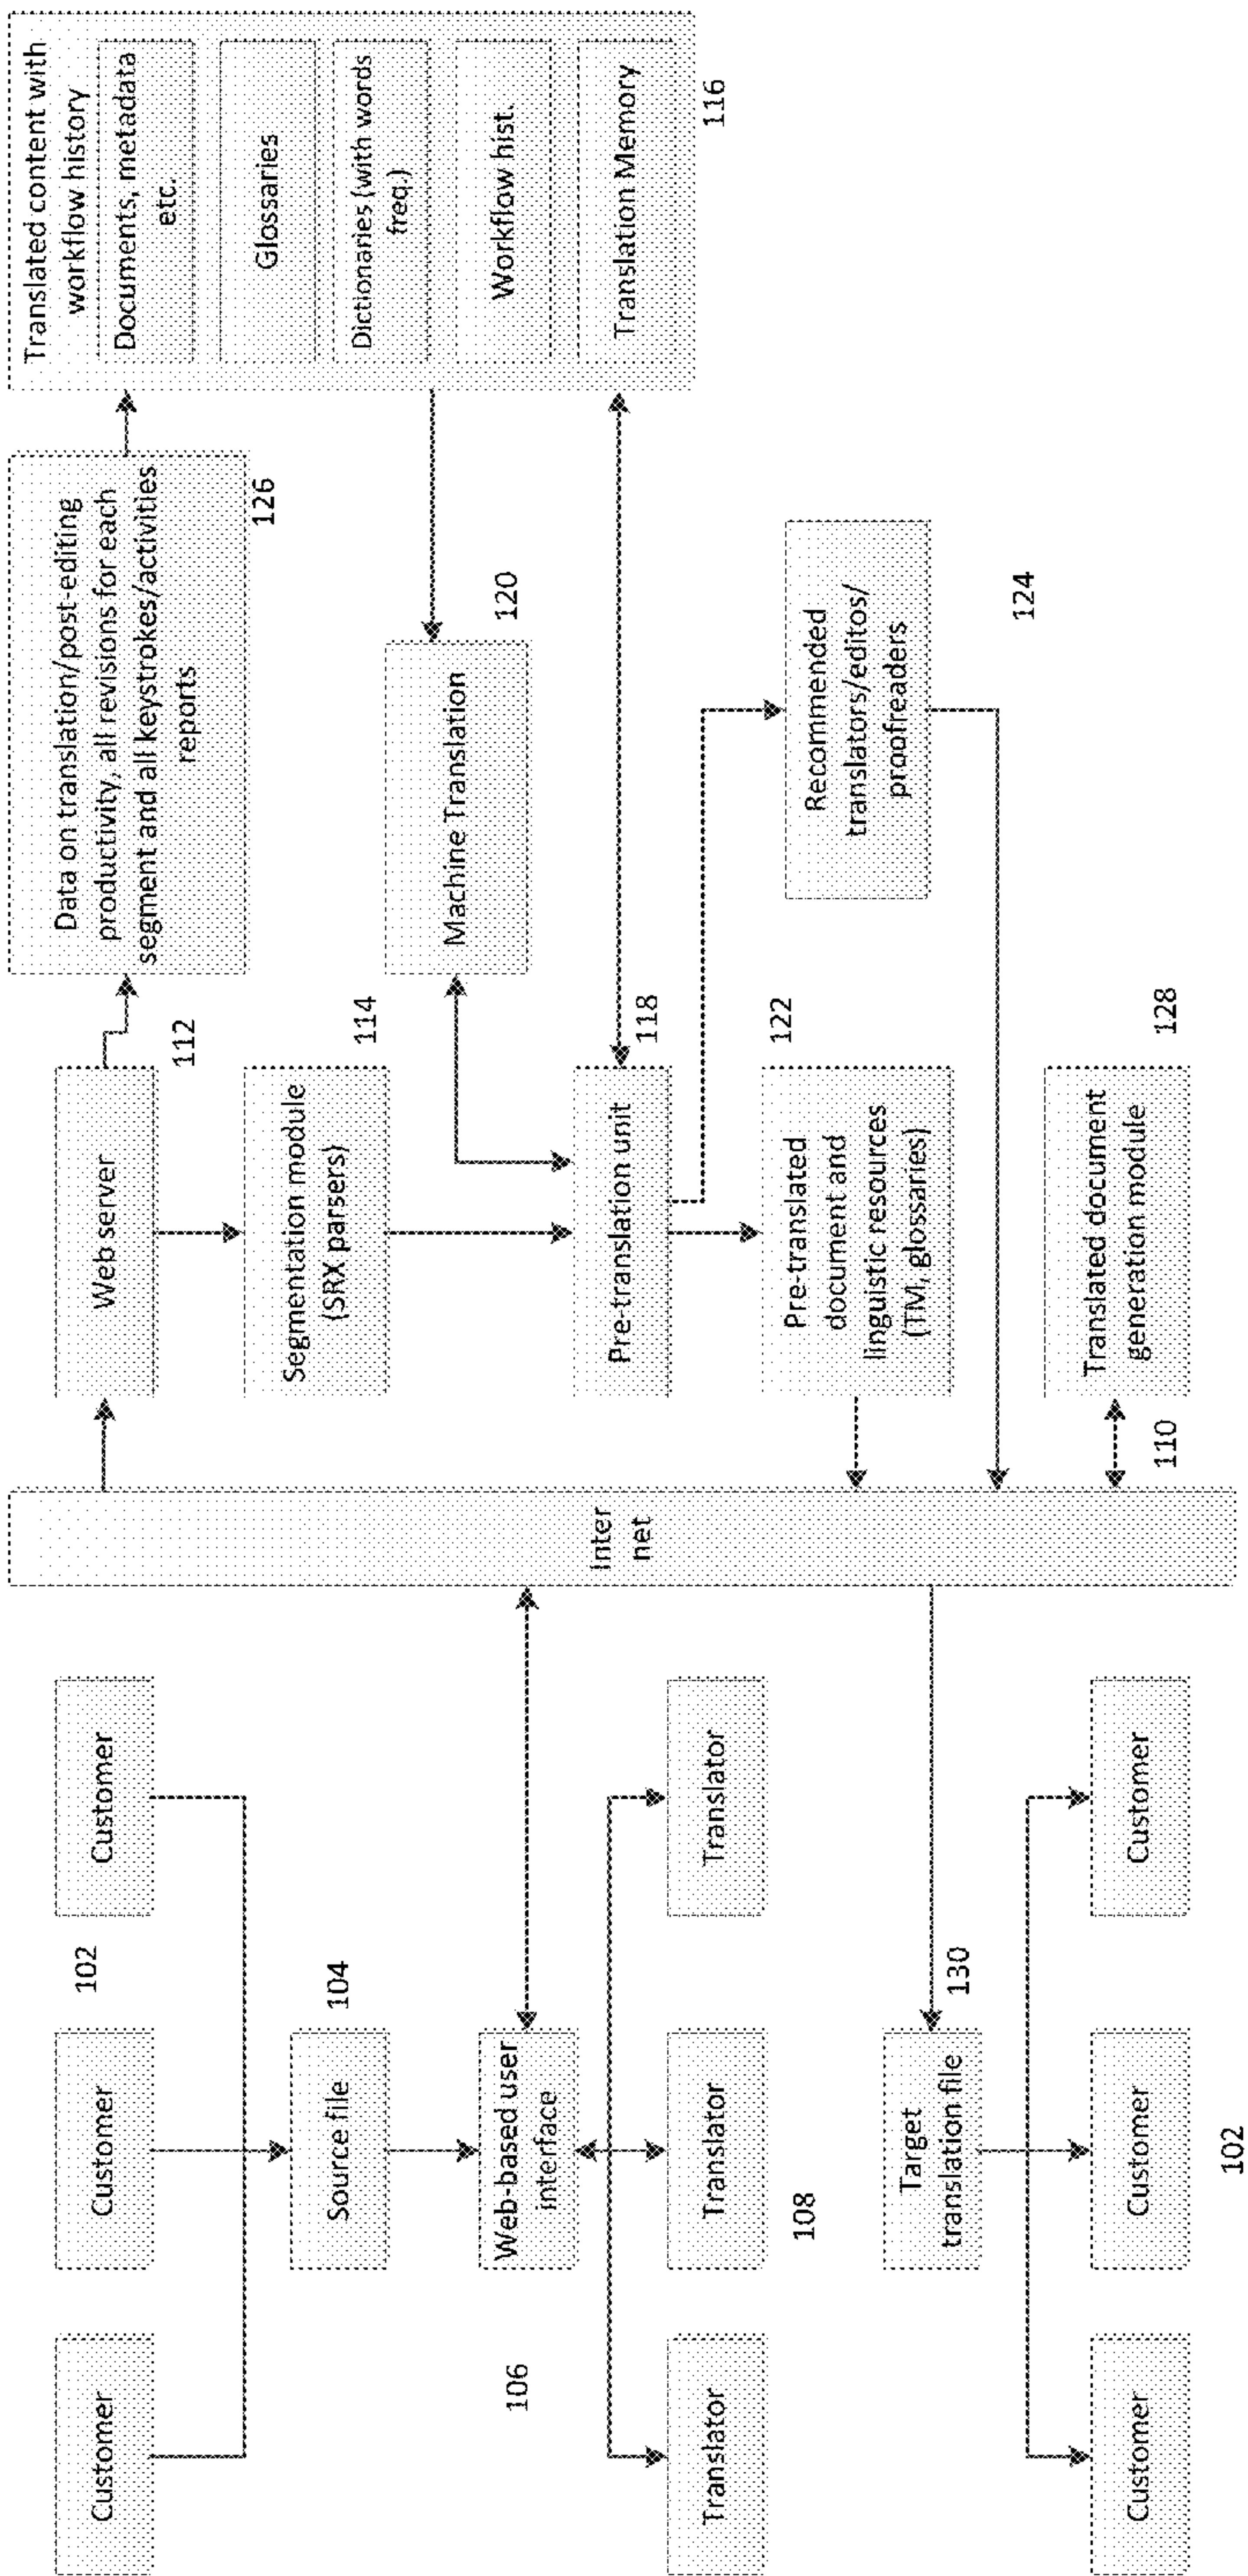 Customer
Customer
Customer
102
Source file
104
Web-based user
interface
106
Translator
Translator
Translator
108
Target
translation file
130
Customer
Customer
Customer
102
Inter
net
110
Web server
112
Segmentation module
(SRX parsers)
114
Pre-translation unit
118
Pre-translated
document and
linguistic resources
(TM, glossaries)
122
Translated document
generation module
128
Data on translation/post-editing
productivity, all revisions for each
segment and all keystrokes/activities
reports
126
Machine Translation
120
Recommended
translators/editos/
proofreaders
124
Translated content with
workflow history
Documents, metadata
etc.
Glossaries
Dictionaries (with words
freq.)
Workflow hist.
Translation Memory
116